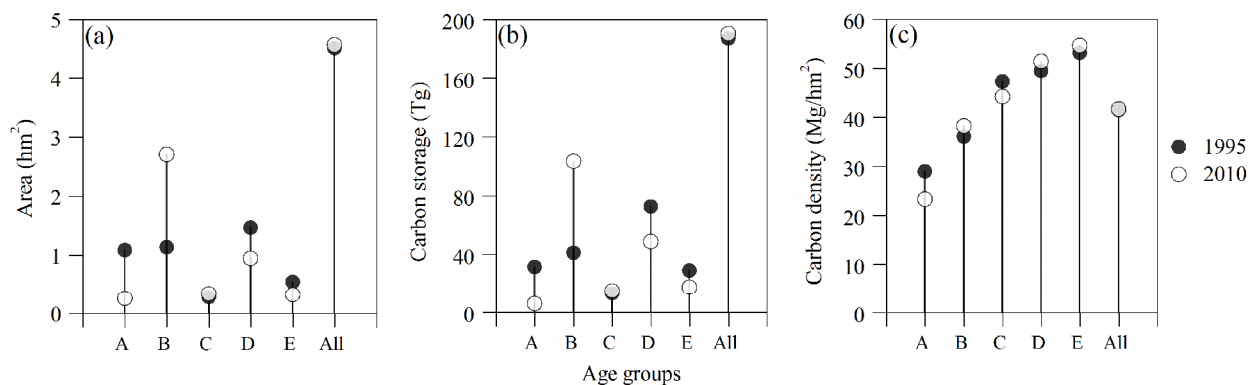 (a)
Area (hm²)
5
4
3
2
1
0
A B C D E All
(b)
Carbon storage (Tg)
200
160
120
80
40
0
A B C D E All
Age groups
(c)
Carbon density (Mg/hm²)
60
50
40
30
20
10
0
A B C D E All
1995
2010